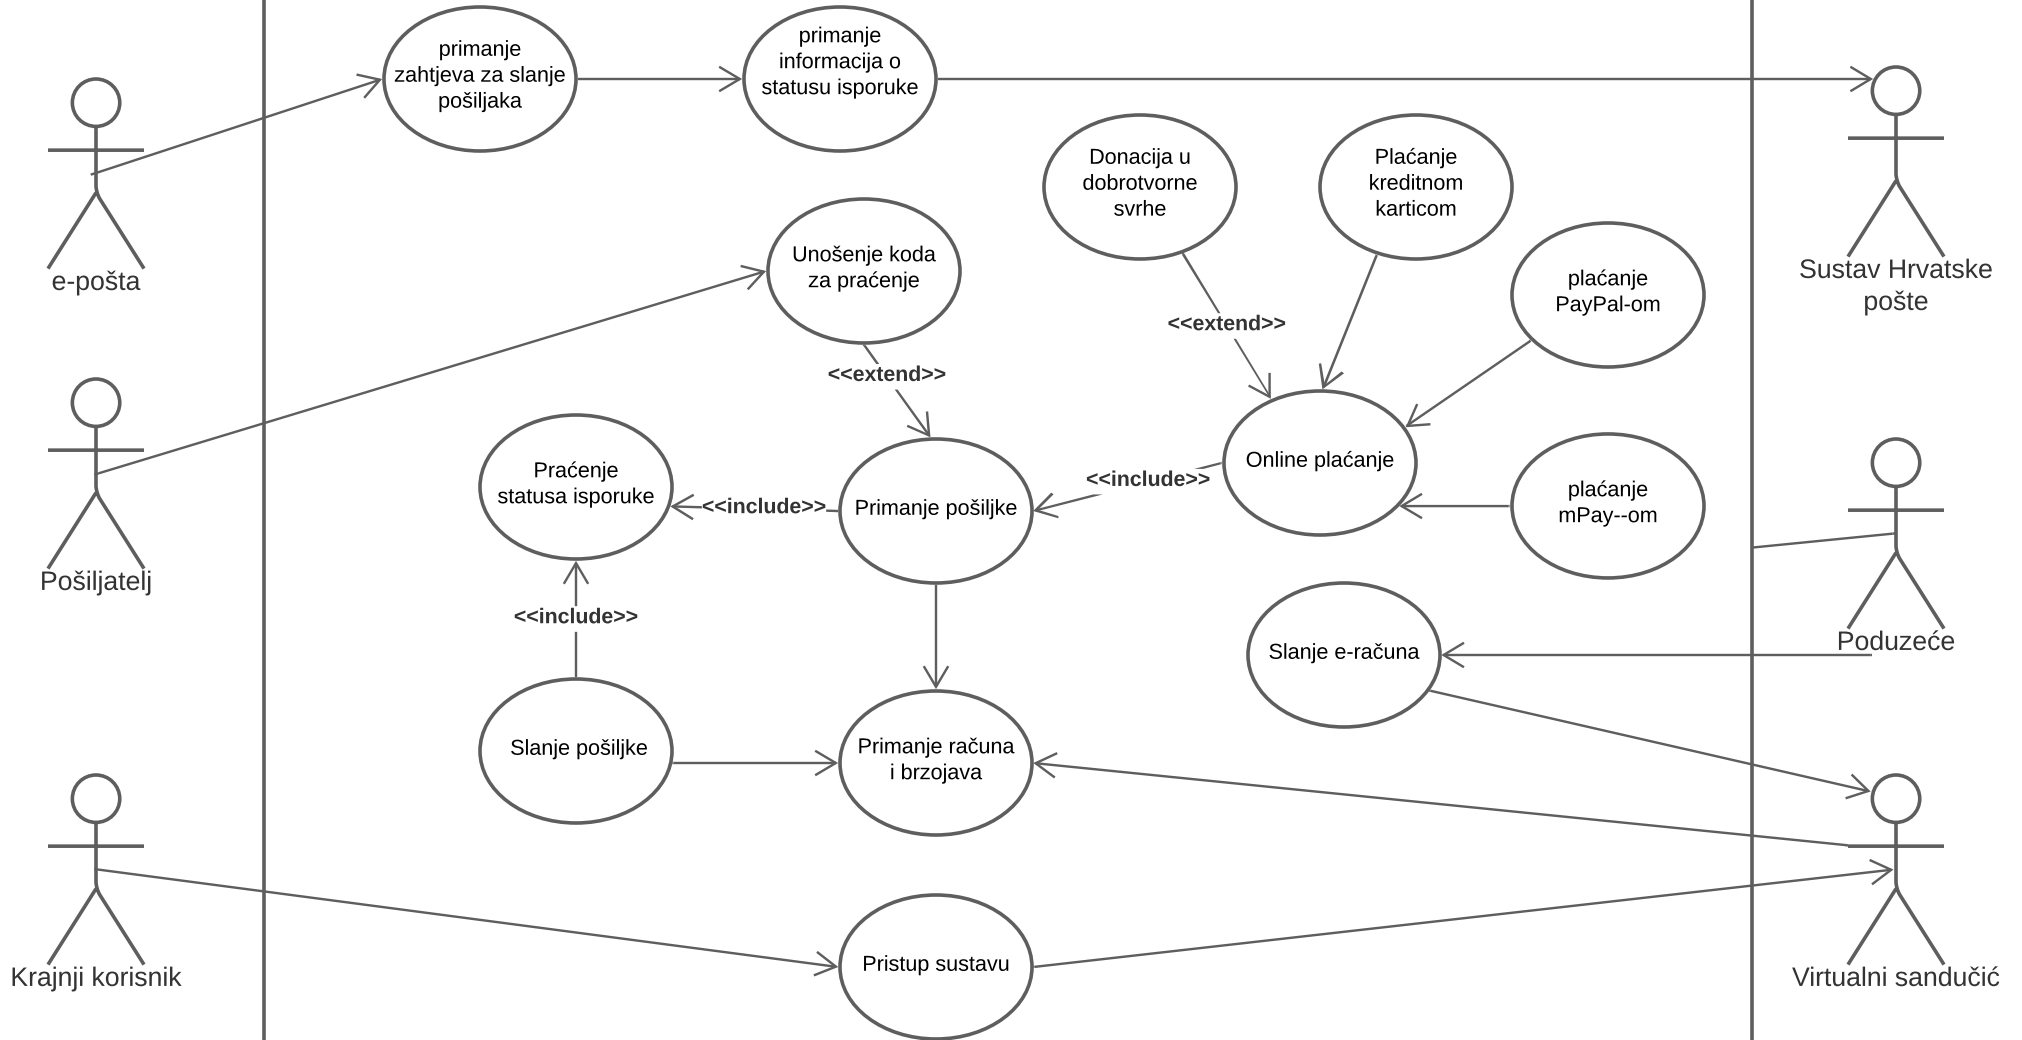 primanje
zahtjeva za slanje
pošiljaka
primanje
informacija o
statusu isporuke
e-pošta
Sustav Hrvatske
pošte
Donacija u
dobrotvorne
svrhe
Plaćanje
kreditnom
karticom
Unošenje koda
za praćenje
plaćanje
PayPal-om
<<extend>>
<<extend>>
Pošiljatelj
Praćenje
statusa isporuke
<<include>>
Primanje pošiljke
<<include>>
Online plaćanje
plaćanje
mPay--om
Poduzeće
<<include>>
Slanje e-računa
Slanje pošiljke
Primanje računa
i brzojava
Krajnji korisnik
Pristup sustavu
Virtualni sandučić